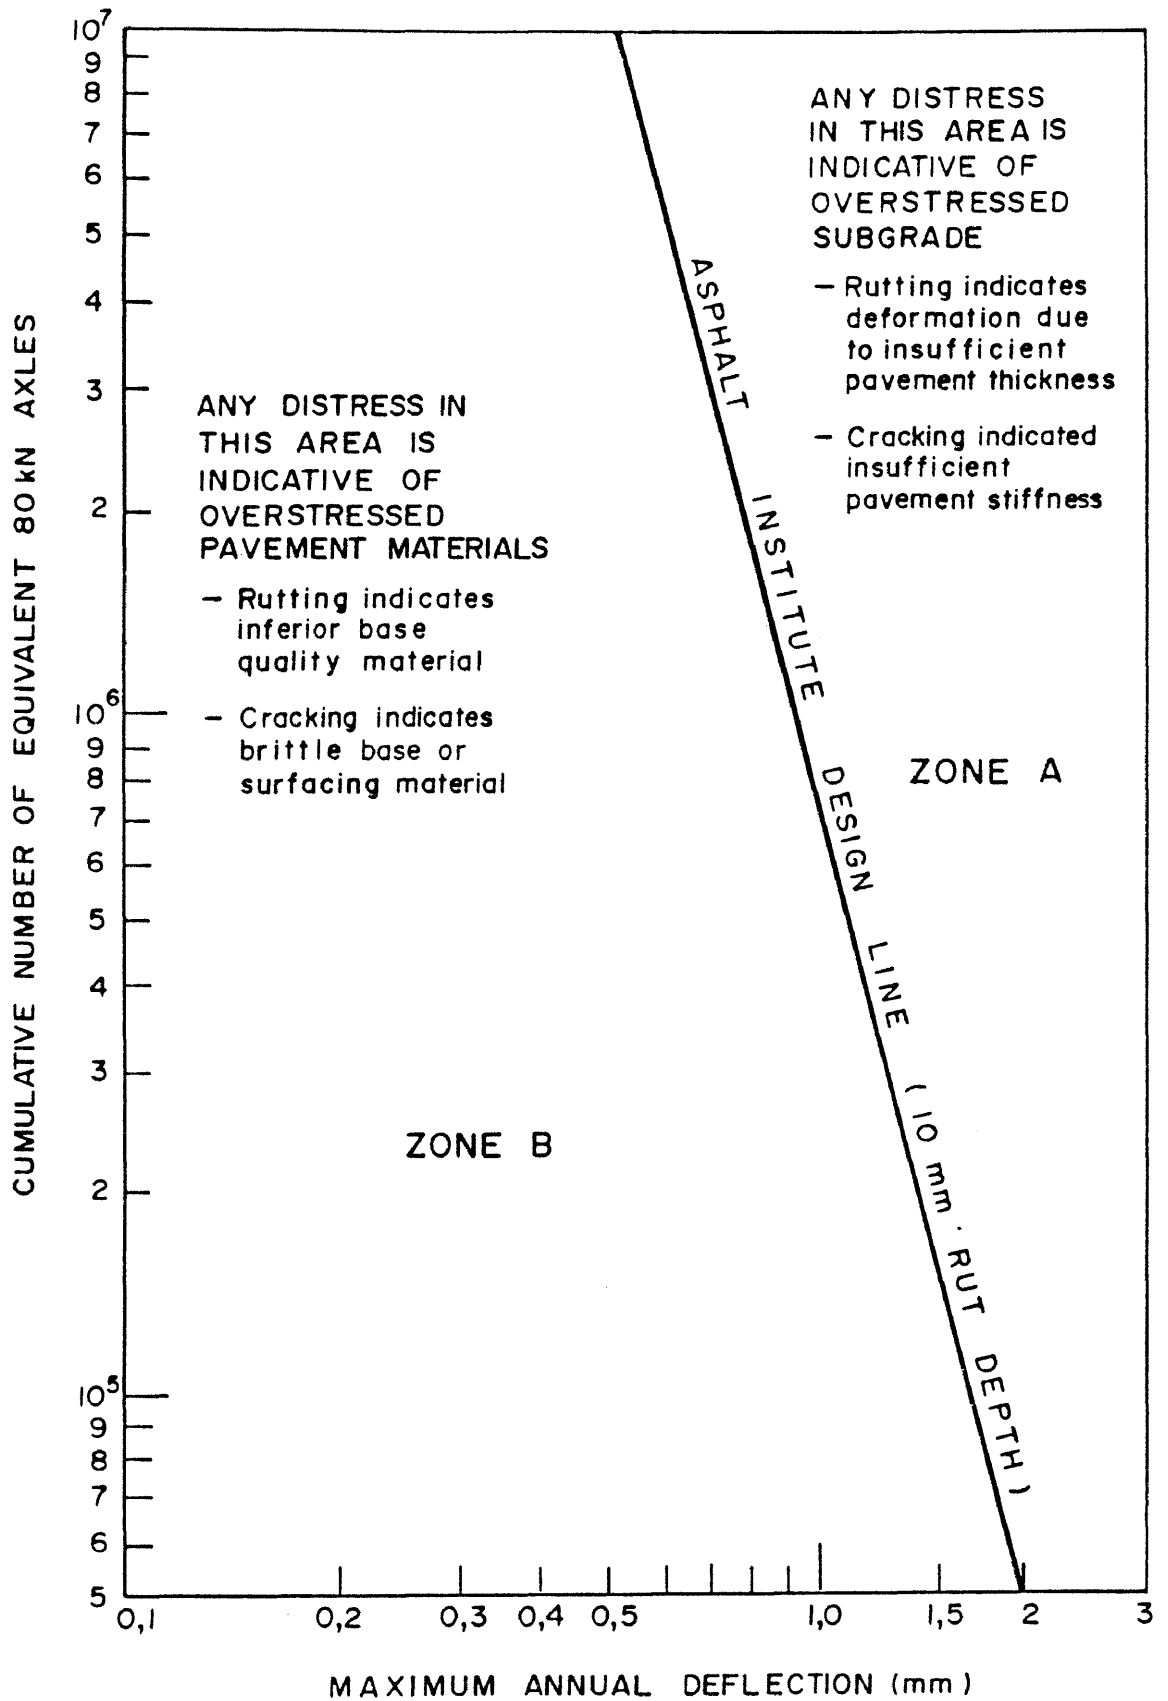 10⁷
9
8
7
6
5
4
3
2
10⁶
9
8
7
6
5
4
3
2
10⁵
9
8
7
6
5
CUMULATIVE NUMBER OF EQUIVALENT 80 kN AXLES
ANY DISTRESS IN
THIS AREA IS
INDICATIVE OF
OVERSTRESSED
PAVEMENT MATERIALS
– Rutting indicates
inferior base
quality material
– Cracking indicates
brittle base or
surfacing material
ZONE B
ASPHALT INSTITUTE DESIGN LINE (10 mm RUT DEPTH)
ANY DISTRESS
IN THIS AREA IS
INDICATIVE OF
OVERSTRESSED
SUBGRADE
– Rutting indicates
deformation due
to insufficient
pavement thickness
– Cracking indicated
insufficient
pavement stiffness
ZONE A
0,1 0,2 0,3 0,4 0,5 1,0 1,5 2 3
MAXIMUM ANNUAL DEFLECTION (mm)